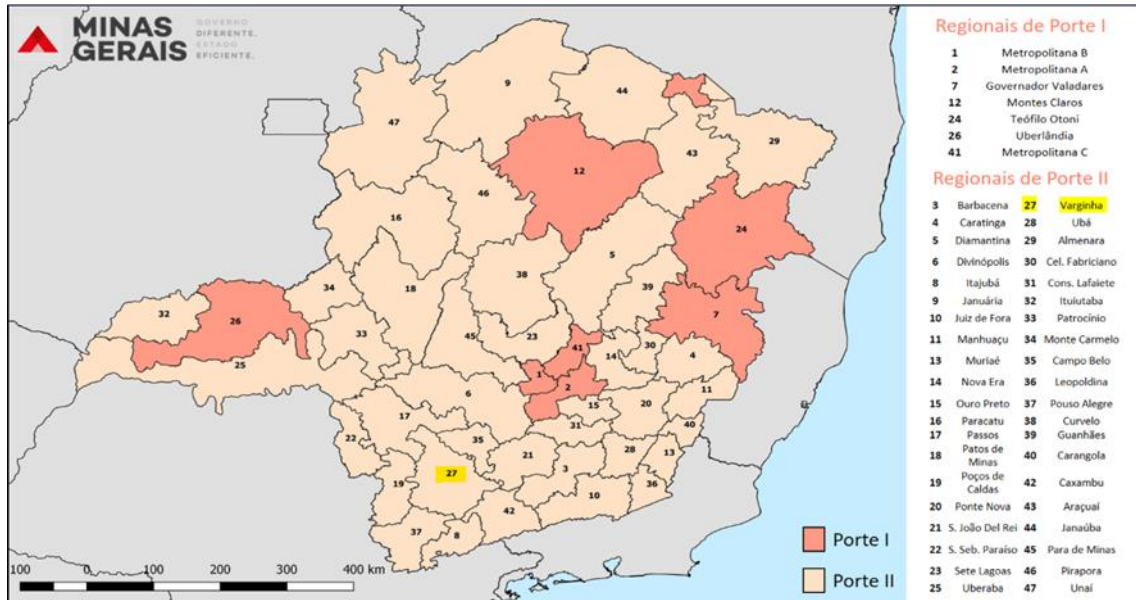 MINAS
GERAIS
GOVERNO
DIFERENTE.
ESTADO
EFICIENTE.
9
44
47
43
29
12
46
16
24
5
38
18
39
34
32
26
7
33
23
45
41
30
14
4
25
1
2
11
6
15
20
17
31
40
22
35
28
21
13
3
27
19
36
10
42
37
8
Porte I
Porte II
100
0
100
200
300
400 km
Regionais de Porte I
1 Metropolitana B
2 Metropolitana A
7 Governador Valadares
12 Montes Claros
24 Teófilo Otoni
26 Uberlândia
41 Metropolitana C
Regionais de Porte II
3 Barbacena 27 Varginha
4 Caratinga 28 Ubá
5 Diamantina 29 Almenara
6 Divinópolis 30 Cel. Fabriciano
8 Itajubá 31 Cons. Lafaiete
9 Januária 32 Ituiutaba
10 Juiz de Fora 33 Patrocínio
11 Manhuaçu 34 Monte Carmelo
13 Muriaé 35 Campo Belo
14 Nova Era 36 Leopoldina
15 Ouro Preto 37 Pouso Alegre
16 Paracatu 38 Curvelo
17 Passos 39 Guanhães
18 Patos de Minas 40 Carangola
19 Poços de Caldas 42 Caxambu
20 Ponte Nova 43 Araçuaí
21 S. João Del Rei 44 Janaúba
22 S. Seb. Paraíso 45 Para de Minas
23 Sete Lagoas 46 Pirapora
25 Uberaba 47 Unaí